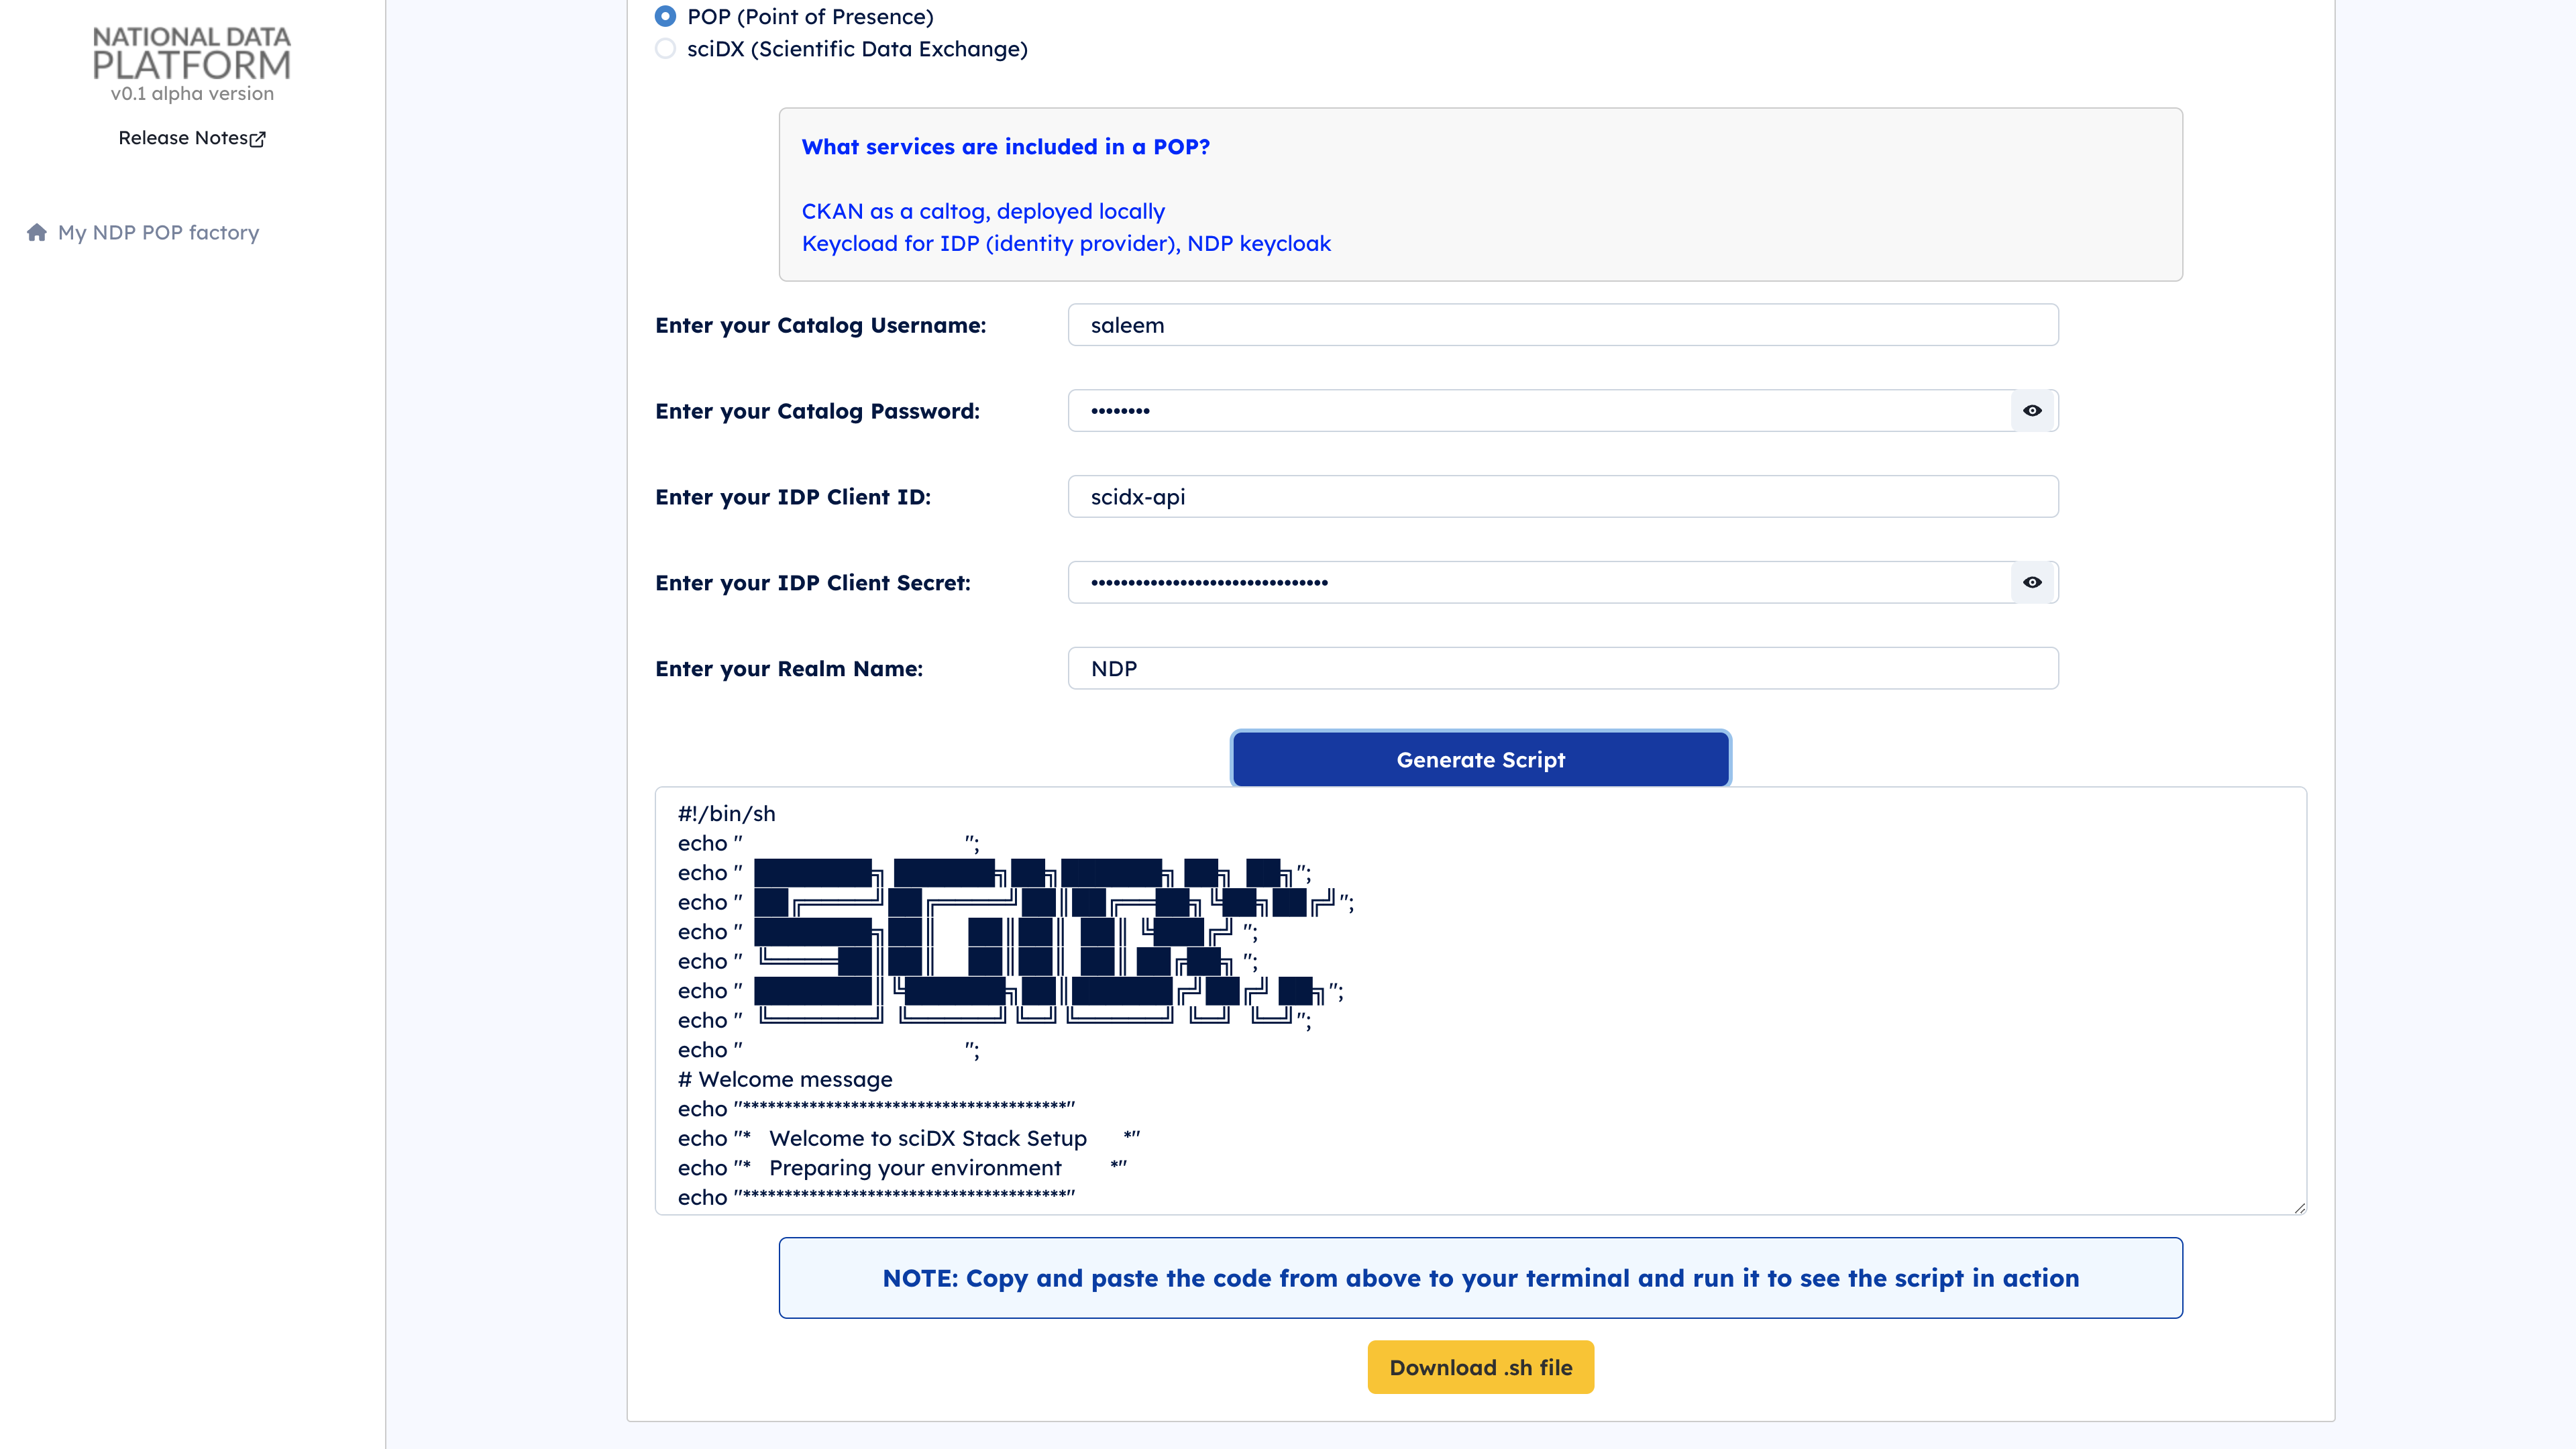 NATIONAL DATA
PLATFORM
v0.1 alpha version
Release Notes
My NDP POP factory
POP (Point of Presence)
sciDX (Scientific Data Exchange)
What services are included in a POP?
CKAN as a caltog, deployed locally
Keycload for IDP (identity provider), NDP keycloak
Enter your Catalog Username:
saleem
Enter your Catalog Password:
••••••••
Enter your IDP Client ID:
scidx-api
Enter your IDP Client Secret:
••••••••••••••••••••••••••••••••
Enter your Realm Name:
NDP
Generate Script
#!/bin/sh
echo "                                     ";
echo "  ███████╗ ██████╗██╗██████╗ ██╗  ██╗";
echo "  ██╔════╝██╔════╝██║██╔══██╗╚██╗██╔╝";
echo "  ███████╗██║     ██║██║  ██║ ╚███╔╝ ";
echo "  ╚════██║██║     ██║██║  ██║ ██╔██╗ ";
echo "  ███████║╚██████╗██║██████╔╝██╔╝ ██╗";
echo "  ╚══════╝ ╚═════╝╚═╝╚═════╝ ╚═╝  ╚═╝";
echo "                                     ";
# Welcome message
echo "***************************************"
echo "*   Welcome to sciDX Stack Setup      *"
echo "*   Preparing your environment        *"
echo "***************************************"
NOTE: Copy and paste the code from above to your terminal and run it to see the script in action
Download .sh file